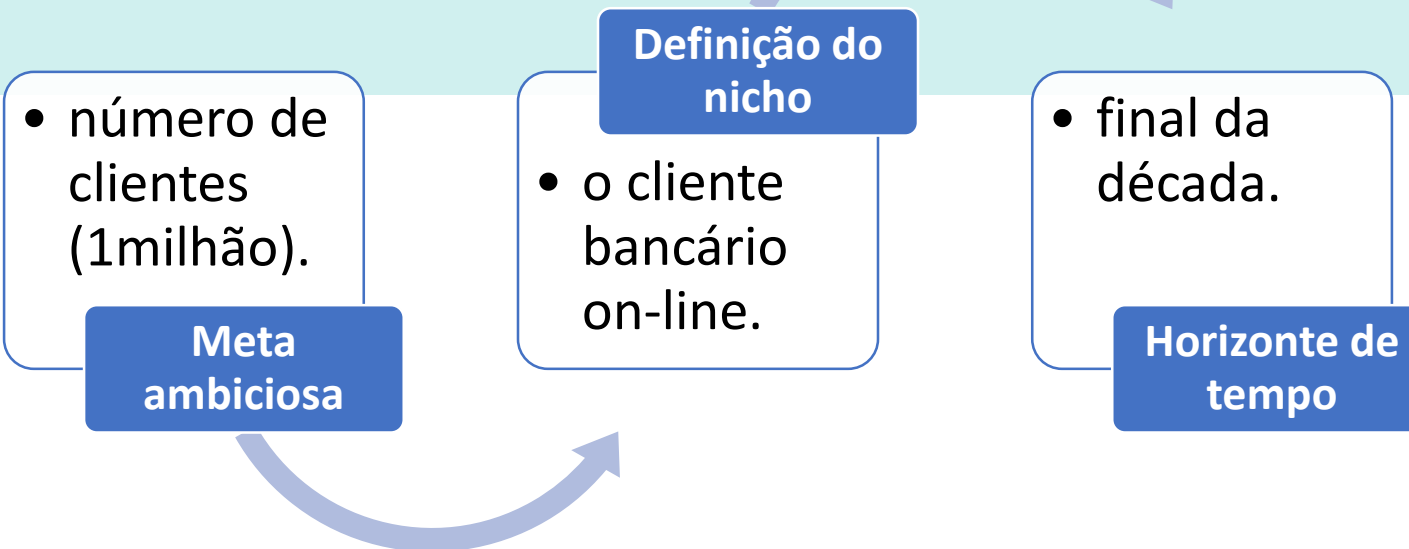 • número de
clientes
(1milhão).
Meta
ambiciosa
Definição do
nicho
• o cliente
bancário
on-line.
• final da
década.
Horizonte de
tempo